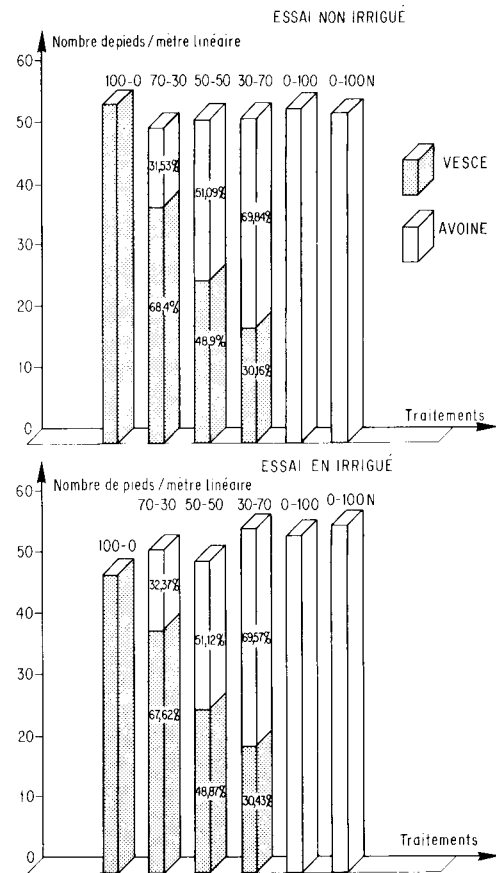 ESSAI NON IRRIGUÉ
Nombre de pieds / mètre linéaire
60
100-0 70-30 50-50 30-70 0-100 0-100 N
50
VESCE
31,53% 51,09% 69,84%
40
AVOINE
30
68,4%
20
48,9%
30,16%
10
0
Traitements
ESSAI EN IRRIGUÉ
Nombre de pieds / mètre linéaire
60
70-30 50-50 30-70 0-100 0-100 N
100-0
50
32,37%
51,12% 69,57%
40
30
67,62%
20
48,87% 30,43%
10
0
Traitements